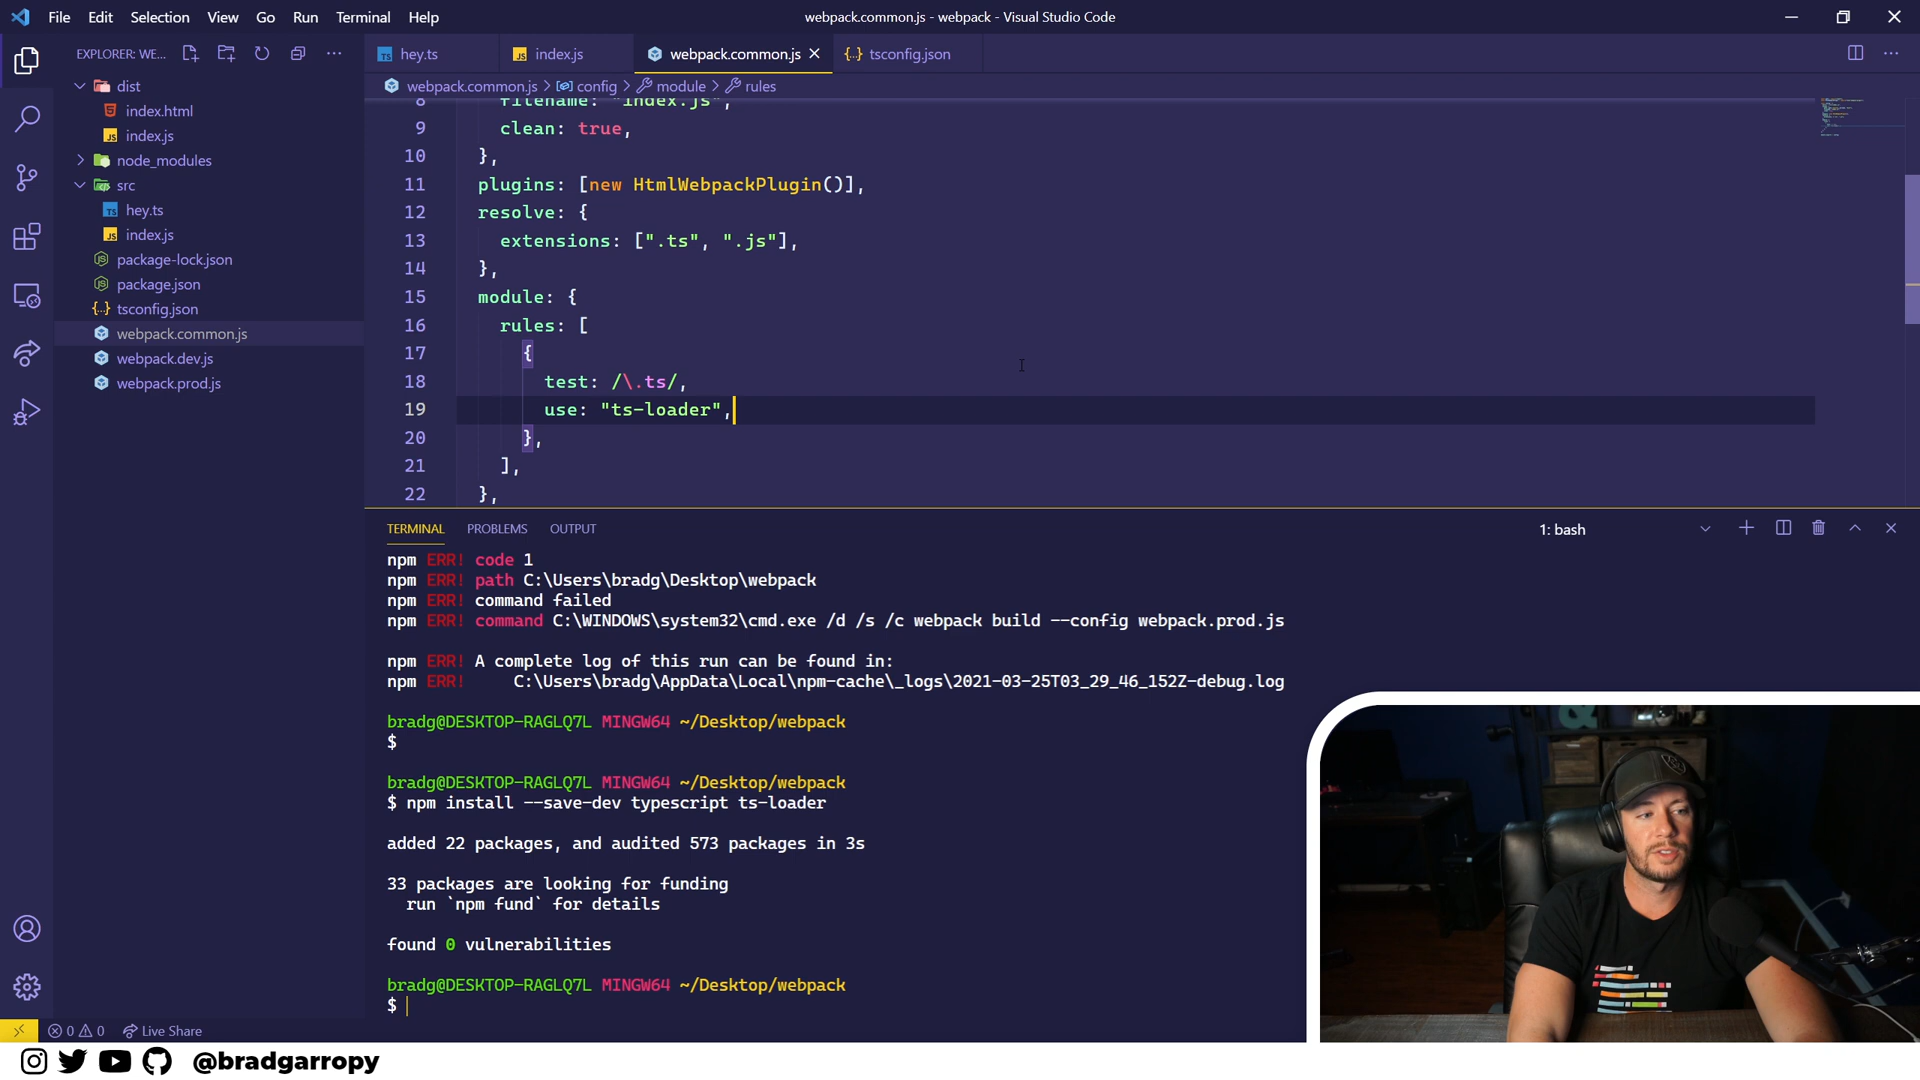 File Edit Selection View Go Run Terminal Help
webpack.common.js - webpack - Visual Studio Code
EXPLORER: WE...
hey.ts
index.js
webpack.common.js
{..} tsconfig.json
webpack.common.js > config > module > rules
dist
index.html
index.js
node_modules
src
hey.ts
index.js
package-lock.json
package.json
{..} tsconfig.json
webpack.common.js
webpack.dev.js
webpack.prod.js
8 filename: "index.js",
9 clean: true,
10 },
11 plugins: [new HtmlWebpackPlugin()],
12 resolve: {
13 extensions: [".ts", ".js"],
14 },
15 module: {
16 rules: [
17 {
18 test: /\.ts/,
19 use: "ts-loader",
20 },
21 ],
22 },
TERMINAL PROBLEMS OUTPUT
1: bash
npm ERR! code 1
npm ERR! path C:\Users\bradg\Desktop\webpack
npm ERR! command failed
npm ERR! command C:\WINDOWS\system32\cmd.exe /d /s /c webpack build --config webpack.prod.js
npm ERR! A complete log of this run can be found in:
npm ERR! C:\Users\bradg\AppData\Local\npm-cache\_logs\2021-03-25T03_29_46_152Z-debug.log
bradg@DESKTOP-RAGLQ7L MINGW64 ~/Desktop/webpack
$
bradg@DESKTOP-RAGLQ7L MINGW64 ~/Desktop/webpack
$ npm install --save-dev typescript ts-loader
added 22 packages, and audited 573 packages in 3s
33 packages are looking for funding
run `npm fund` for details
found 0 vulnerabilities
bradg@DESKTOP-RAGLQ7L MINGW64 ~/Desktop/webpack
$
0 0 Live Share
@bradgarropy